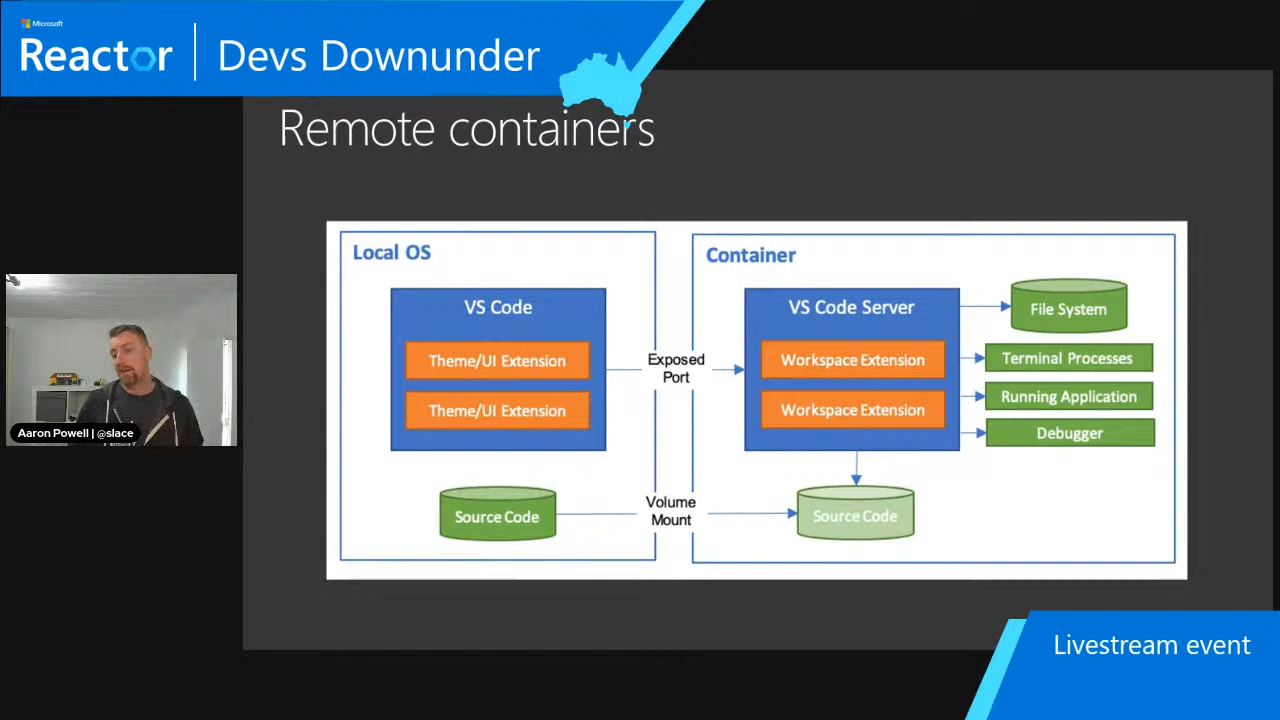 Microsoft
Reactor
Devs Downunder
Remote containers
Local OS
VS Code
Theme/UI Extension
Theme/UI Extension
Source Code
Exposed
Port
Volume
Mount
Container
VS Code Server
Workspace Extension
Workspace Extension
Source Code
File System
Terminal Processes
Running Application
Debugger
Aaron Powell | @slace
Livestream event